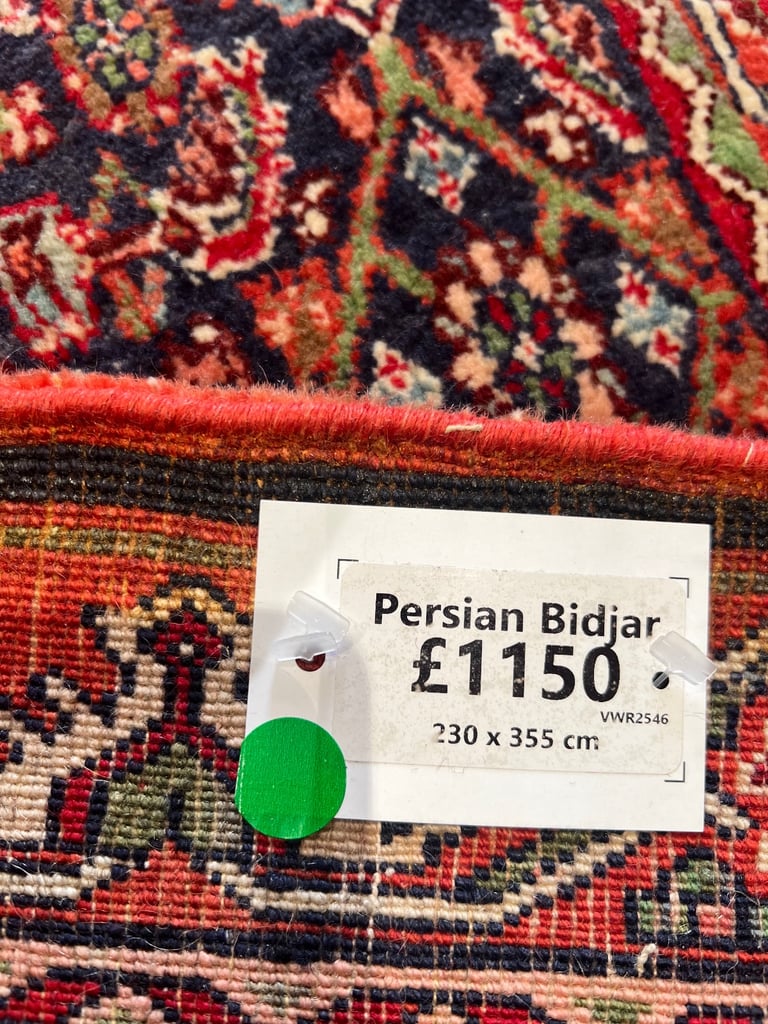 Persian Bidjar
£1150
VWR2546
230 x 355 cm